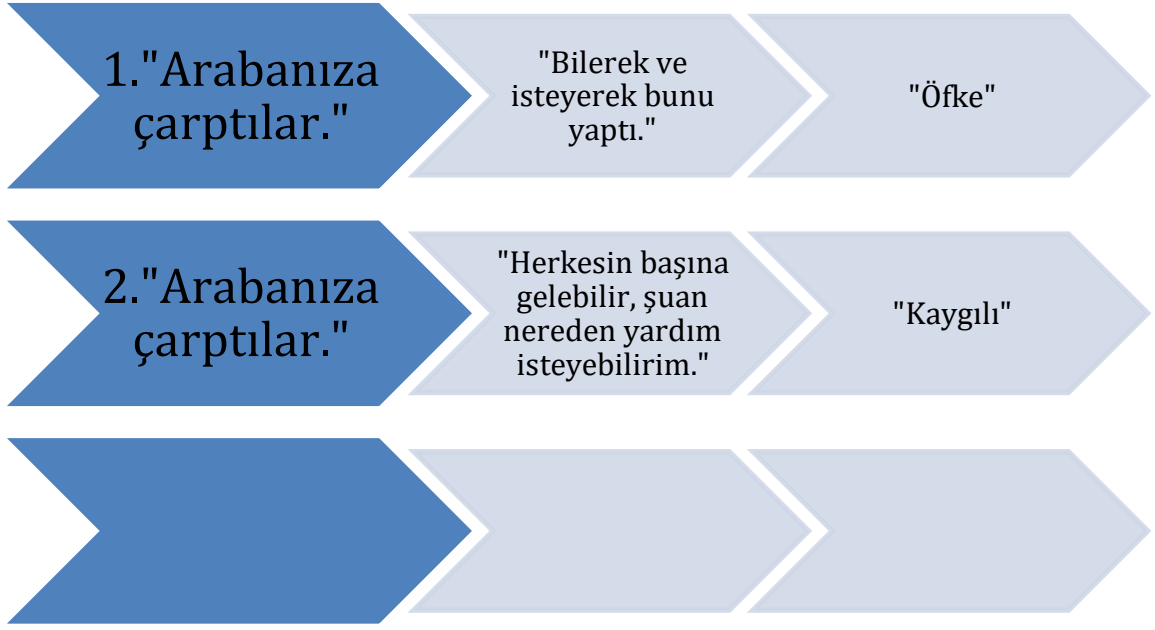 1."Arabanıza
çarptılar."
"Bilerek ve
isteyerek bunu
yaptı."
"Öfke"
2."Arabanıza
çarptılar."
"Herkesin başına
gelebilir, şuan
nereden yardım
isteyebilirim."
"Kaygılı"